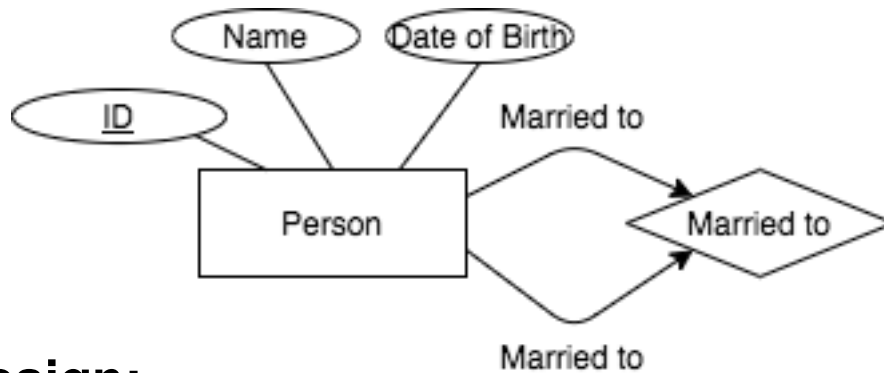 Name
Date of Birth
ID
Married to
Person
Married to
Married to